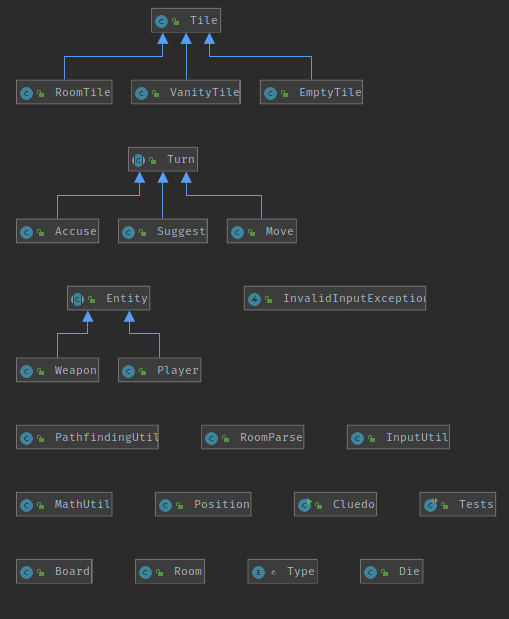 Tile
RoomTile VanityTile EmptyTile
Turn
Accuse Suggest Move
Entity InvalidInputException
Weapon Player
PathfindingUtil RoomParse InputUtil
MathUtil Position Cluedo Tests
Board Room Type Die